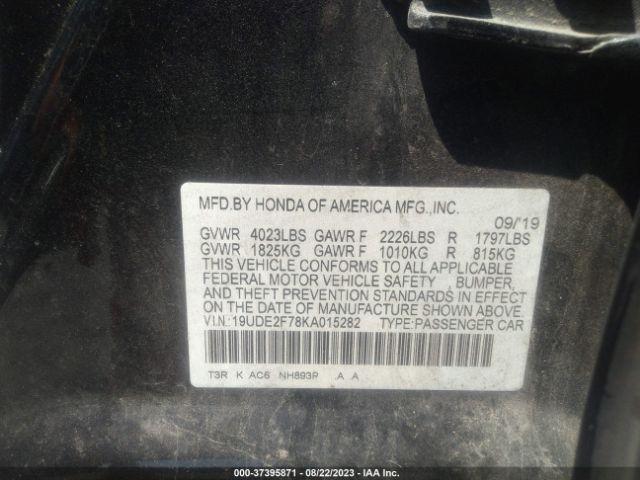 MFD.BY HONDA OF AMERICA MFG.,INC.
09/'19
GVWR 4023LBS GAWR F 2226LBS R 1797LBS
GVWR 1825KG GAWR F 1010KG R 815KG
THIS VEHICLE CONFORMS TO ALL APPLICABLE
FEDERAL MOTOR VEHICLE SAFETY , BUMPER,
AND THEFT PREVENTION STANDARDS IN EFFECT
ON THE DATE OF MANUFACTURE SHOWN ABOVE.
V.I.N.:19UDE2F78KA015282 TYPE:PASSENGER CAR
T3R K AC6 NH893P .A A
000-37395871 - 08/22/2023 - IAA Inc.